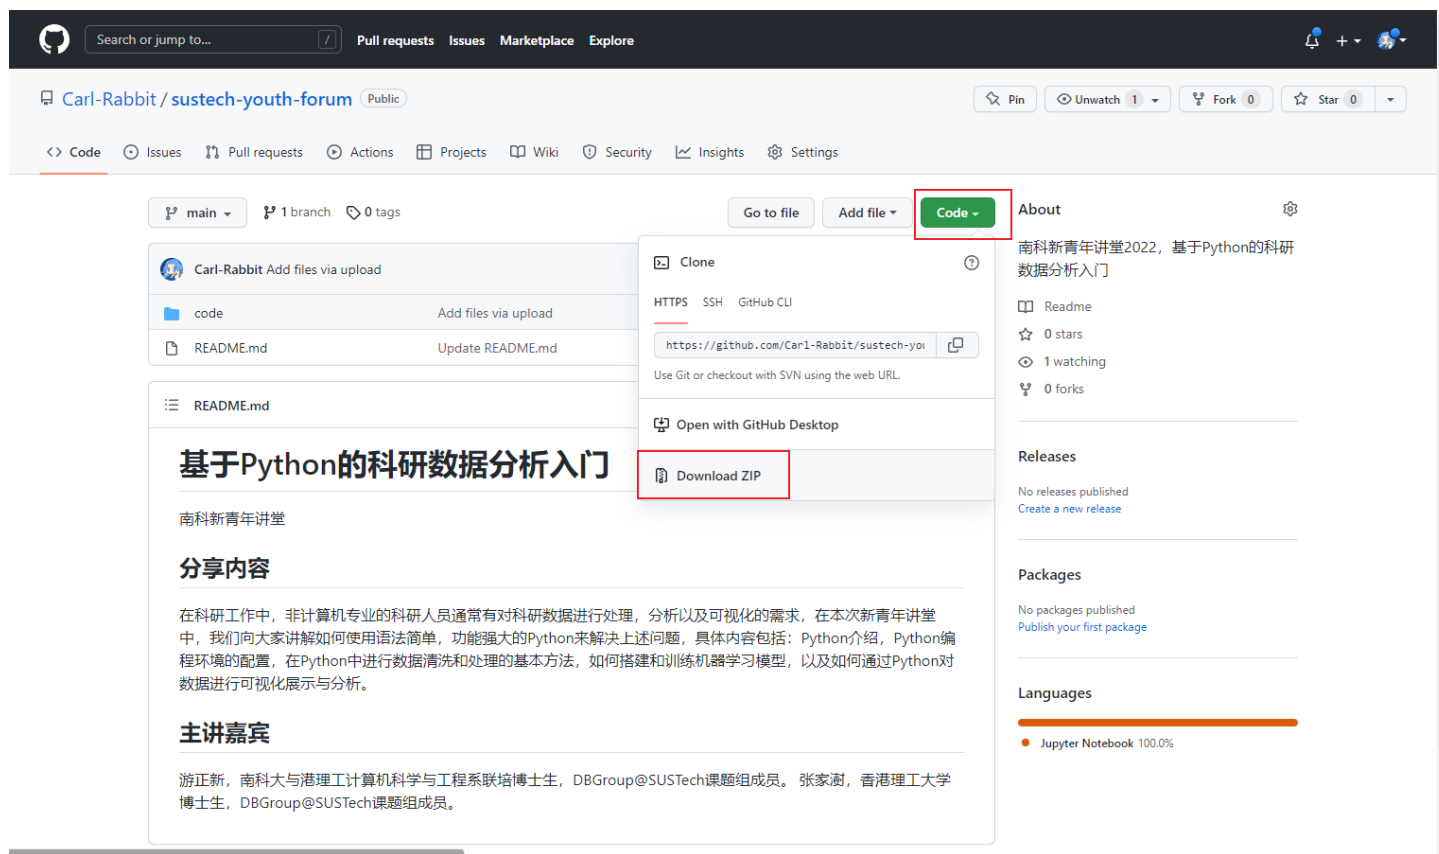 Search or jump to... /
Pull requests Issues Marketplace Explore
Carl-Rabbit / sustech-youth-forum Public
Pin Unwatch 1 Fork 0 Star 0
Code Issues Pull requests Actions Projects Wiki Security Insights Settings
main 1 branch 0 tags
Go to file Add file Code
Carl-Rabbit Add files via upload
code Add files via upload
README.md Update README.md
Clone
HTTPS SSH GitHub CLI
https://github.com/Carl-Rabbit/sustech-you
Use Git or checkout with SVN using the web URL.
Open with GitHub Desktop
Download ZIP
README.md
基于Python的科研数据分析入门
南科新青年讲堂
分享内容
在科研工作中，非计算机专业的科研人员通常有对科研数据进行处理，分析以及可视化的需求，在本次新青年讲堂
中，我们向大家讲解如何使用语法简单，功能强大的Python来解决上述问题，具体内容包括：Python介绍，Python编
程环境的配置，在Python中进行数据清洗和处理的基本方法，如何搭建和训练机器学习模型，以及如何通过Python对
数据进行可视化展示与分析。
主讲嘉宾
游正新，南科大与港理工计算机科学与工程系联培博士生，DBGroup@SUSTech课题组成员。 张家澍，香港理工大学
博士生，DBGroup@SUSTech课题组成员。
About
南科新青年讲堂2022，基于Python的科研
数据分析入门
Readme
0 stars
1 watching
0 forks
Releases
No releases published
Create a new release
Packages
No packages published
Publish your first package
Languages
Jupyter Notebook 100.0%